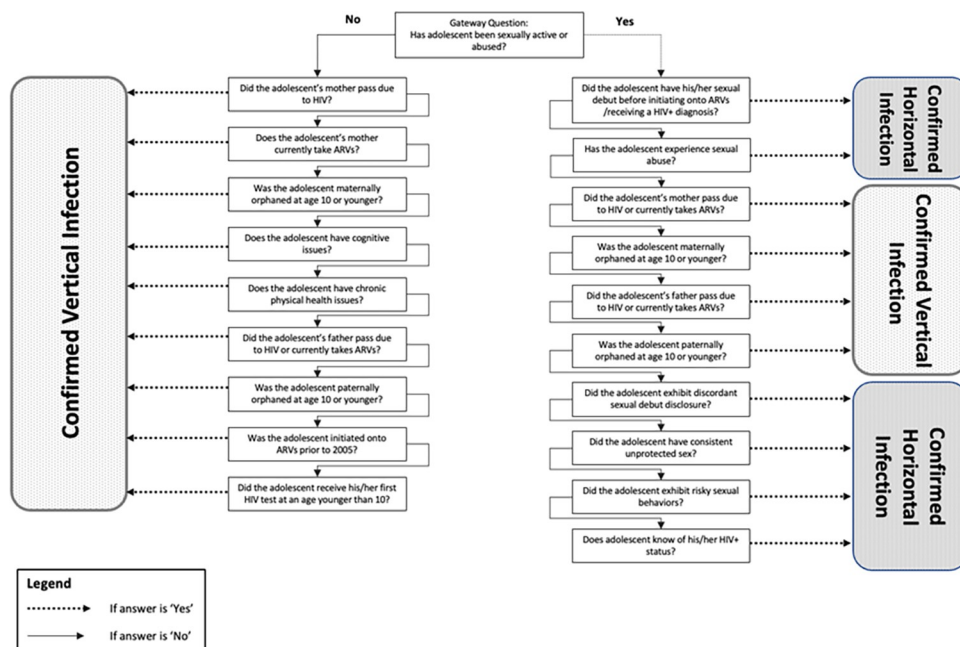 No
Gateway Question:
Has adolescent been sexually active or
abused?
Yes
Confirmed Vertical Infection
Did the adolescent's mother pass due
to HIV?
Does the adolescent's mother
currently take ARVs?
Was the adolescent maternally
orphaned at age 10 or younger?
Does the adolescent have cognitive
issues?
Does the adolescent have chronic
physical health issues?
Did the adolescent's father pass due
to HIV or currently takes ARVs?
Was the adolescent paternally
orphaned at age 10 or younger?
Was the adolescent initiated onto
ARVs prior to 2005?
Did the adolescent receive his/her first
HIV test at an age younger than 10?
Did the adolescent have his/her sexual
debut before initiating onto ARVs
/receiving a HIV+ diagnosis?
Has the adolescent experience sexual
abuse?
Did the adolescent's mother pass due
to HIV or currently takes ARVs?
Was the adolescent maternally
orphaned at age 10 or younger?
Did the adolescent's father pass due
to HIV or currently takes ARVs?
Was the adolescent paternally
orphaned at age 10 or younger?
Did the adolescent exhibit discordant
sexual debut disclosure?
Did the adolescent have consistent
unprotected sex?
Did the adolescent exhibit risky sexual
behaviors?
Does adolescent know of his/her HIV+
status?
Confirmed
Horizontal
Infection
Confirmed Vertical
Infection
Confirmed
Horizontal
Infection
Legend
If answer is 'Yes'
If answer is 'No'